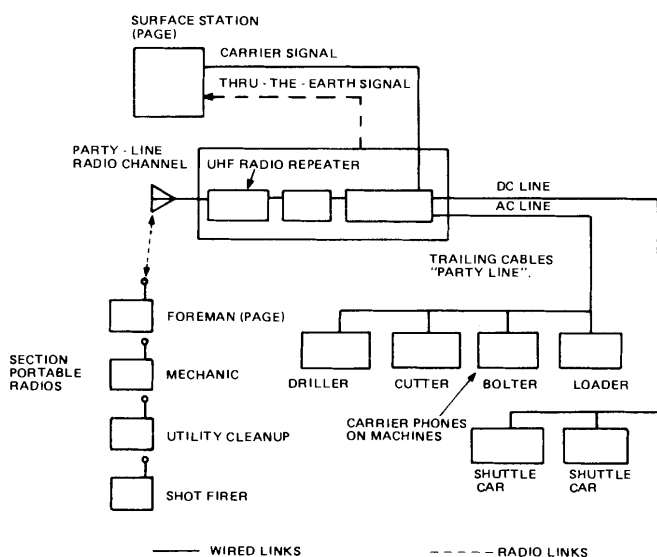 SURFACE STATION
(PAGE)
CARRIER SIGNAL
THRU - THE - EARTH SIGNAL
PARTY - LINE
RADIO CHANNEL
UHF RADIO REPEATER
DC LINE
AC LINE
TRAILING CABLES
"PARTY LINE".
FOREMAN (PAGE)
SECTION
PORTABLE
RADIOS
MECHANIC
UTILITY CLEANUP
SHOT FIRER
DRILLER
CUTTER
BOLTER
LOADER
CARRIER PHONES
ON MACHINES
SHUTTLE
CAR
SHUTTLE
CAR
WIRED LINKS
RADIO LINKS